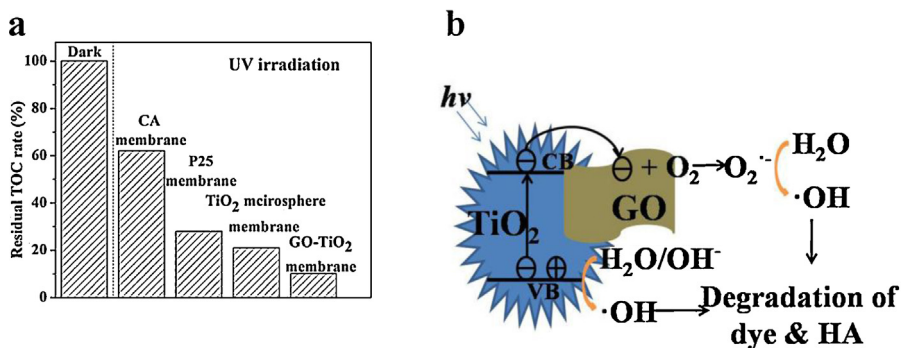 a
Residual TOC rate (%)
100
80
60
40
20
0
Dark
UV irradiation
CA
membrane
P25
membrane
TiO₂ mcirosphere
membrane
GO-TiO₂
membrane
b
hν
⊖ CB
⊖ + O₂ → O₂·⁻
H₂O
·OH
TiO₂
GO
⊖ ⊕
VB
H₂O/OH⁻
·OH →
Degradation of
dye & HA